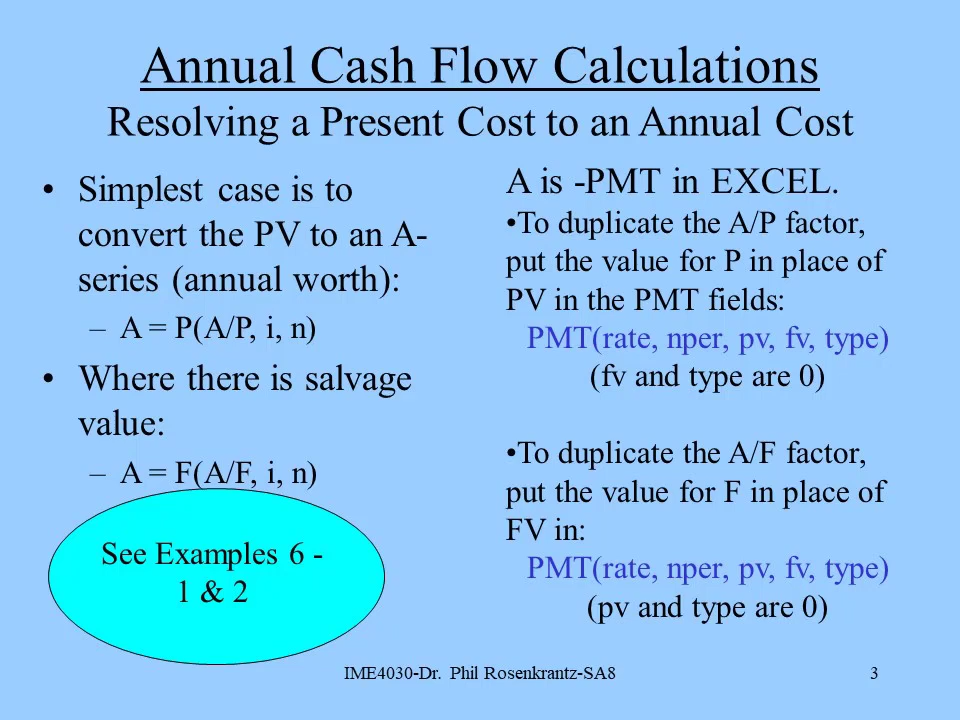 Annual Cash Flow Calculations
Resolving a Present Cost to an Annual Cost
• Simplest case is to
convert the PV to an A-
series (annual worth):
– A = P(A/P, i, n)
• Where there is salvage
value:
– A = F(A/F, i, n)
See Examples 6 -
1 & 2
A is -PMT in EXCEL.
•To duplicate the A/P factor,
put the value for P in place of
PV in the PMT fields:
PMT(rate, nper, pv, fv, type)
(fv and type are 0)
•To duplicate the A/F factor,
put the value for F in place of
FV in:
PMT(rate, nper, pv, fv, type)
(pv and type are 0)
IME4030-Dr. Phil Rosenkrantz-SA8
3